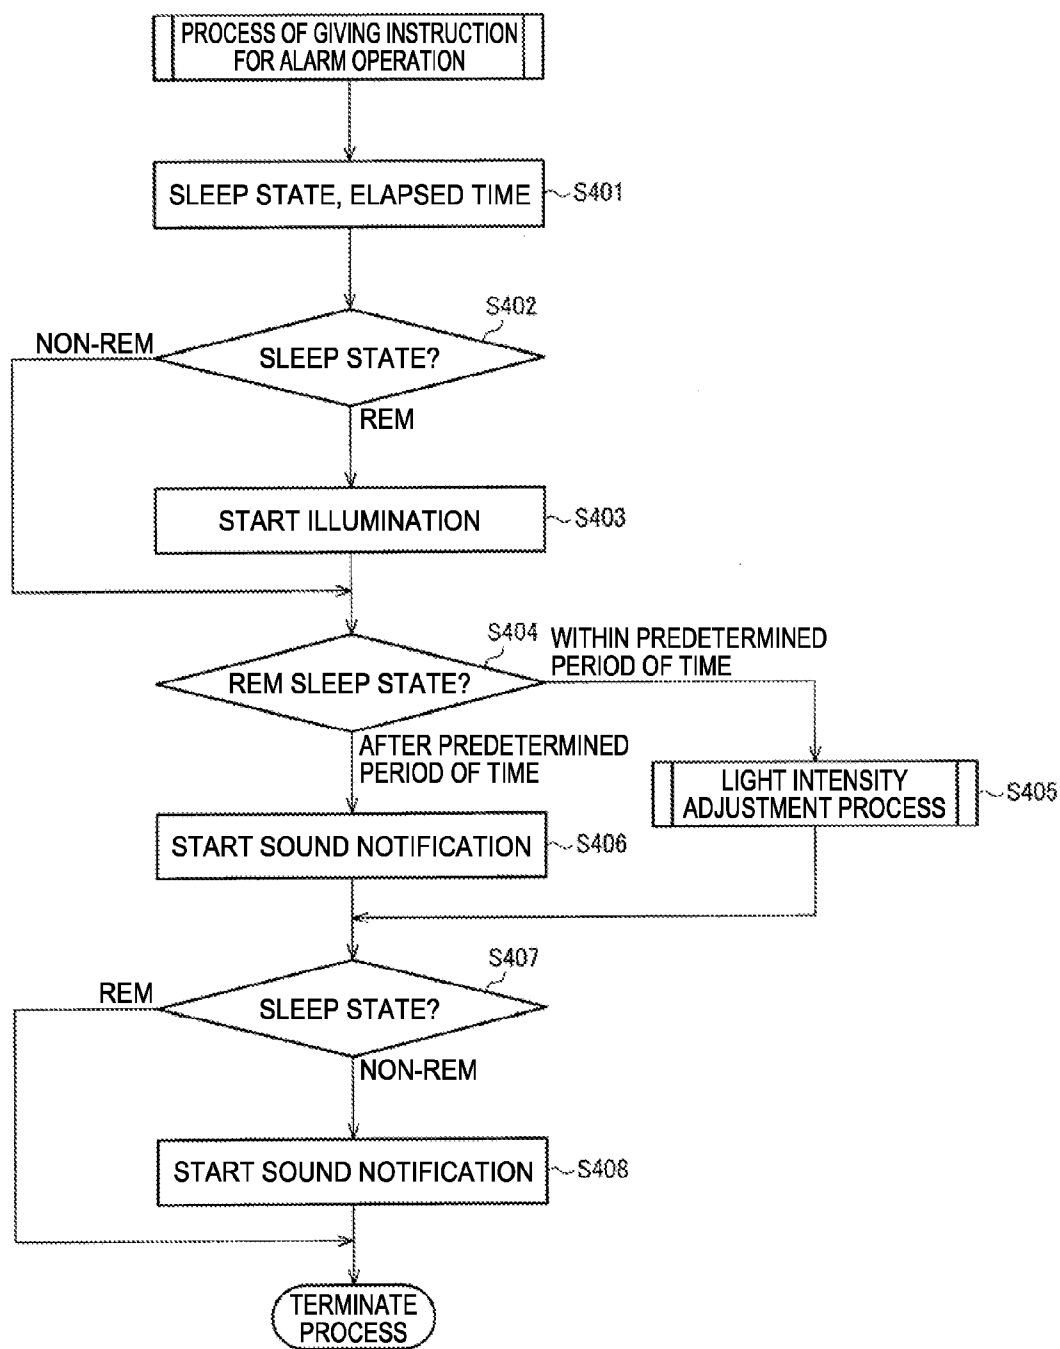 PROCESS OF GIVING INSTRUCTION
FOR ALARM OPERATION
SLEEP STATE, ELAPSED TIME
S401
S402
NON-REM
SLEEP STATE?
REM
START ILLUMINATION
S403
S404
WITHIN PREDETERMINED
PERIOD OF TIME
REM SLEEP STATE?
AFTER PREDETERMINED
PERIOD OF TIME
LIGHT INTENSITY
ADJUSTMENT PROCESS
S405
START SOUND NOTIFICATION
S406
S407
REM
SLEEP STATE?
NON-REM
START SOUND NOTIFICATION
S408
TERMINATE
PROCESS